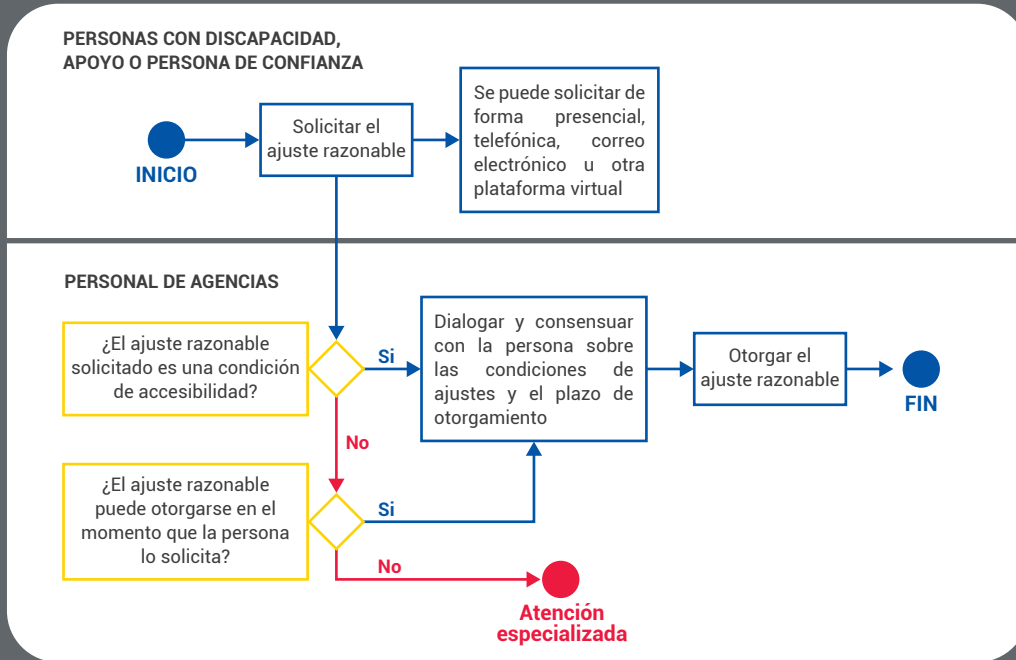 PERSONAS CON DISCAPACIDAD,
APOYO O PERSONA DE CONFIANZA
INICIO
Solicitar el
ajuste razonable
Se puede solicitar de
forma presencial,
telefónica, correo
electrónico u otra
plataforma virtual
PERSONAL DE AGENCIAS
¿El ajuste razonable
solicitado es una condición
de accesibilidad?
Si
No
Dialogar y consensuar
con la persona sobre
las condiciones de
ajustes y el plazo de
otorgamiento
Otorgar el
ajuste razonable
FIN
¿El ajuste razonable
puede otorgarse en el
momento que la persona
lo solicita?
Si
No
Atención
especializada